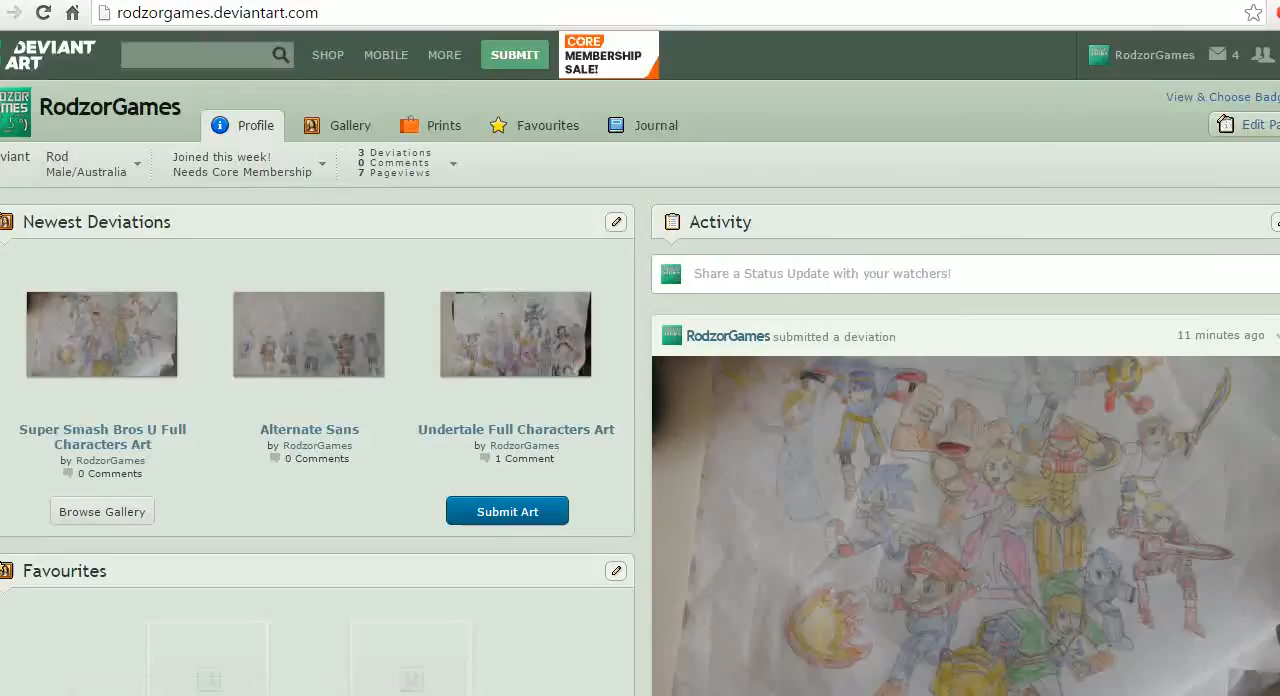 rodzorgames.deviantart.com
DEVIANT
ART
SHOP
MOBILE
MORE
SUBMIT
CORE
MEMBERSHIP
SALE!
RodzorGames
4
RodzorGames
View & Choose Badg
Profile
Gallery
Prints
Favourites
Journal
Edit Pa
viant
Rod
Male/Australia
Joined this week!
Needs Core Membership
3 Deviations
0 Comments
7 Pageviews
Newest Deviations
Super Smash Bros U Full
Characters Art
by RodzorGames
0 Comments
Alternate Sans
by RodzorGames
0 Comments
Undertale Full Characters Art
by RodzorGames
1 Comment
Browse Gallery
Submit Art
Favourites
Activity
Share a Status Update with your watchers!
RodzorGames submitted a deviation
11 minutes ago